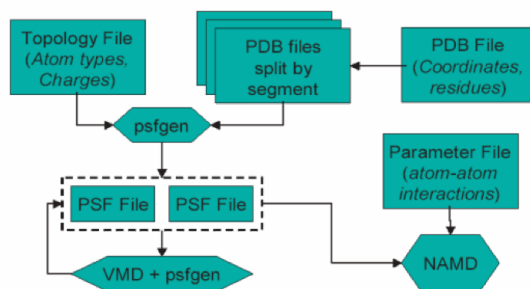 Topology File
(Atom types,
Charges)
PDB files
split by
segment
PDB File
(Coordinates,
residues)
psfgen
Parameter File
(atom-atom
interactions)
PSF File
PSF File
VMD + psfgen
NAMD